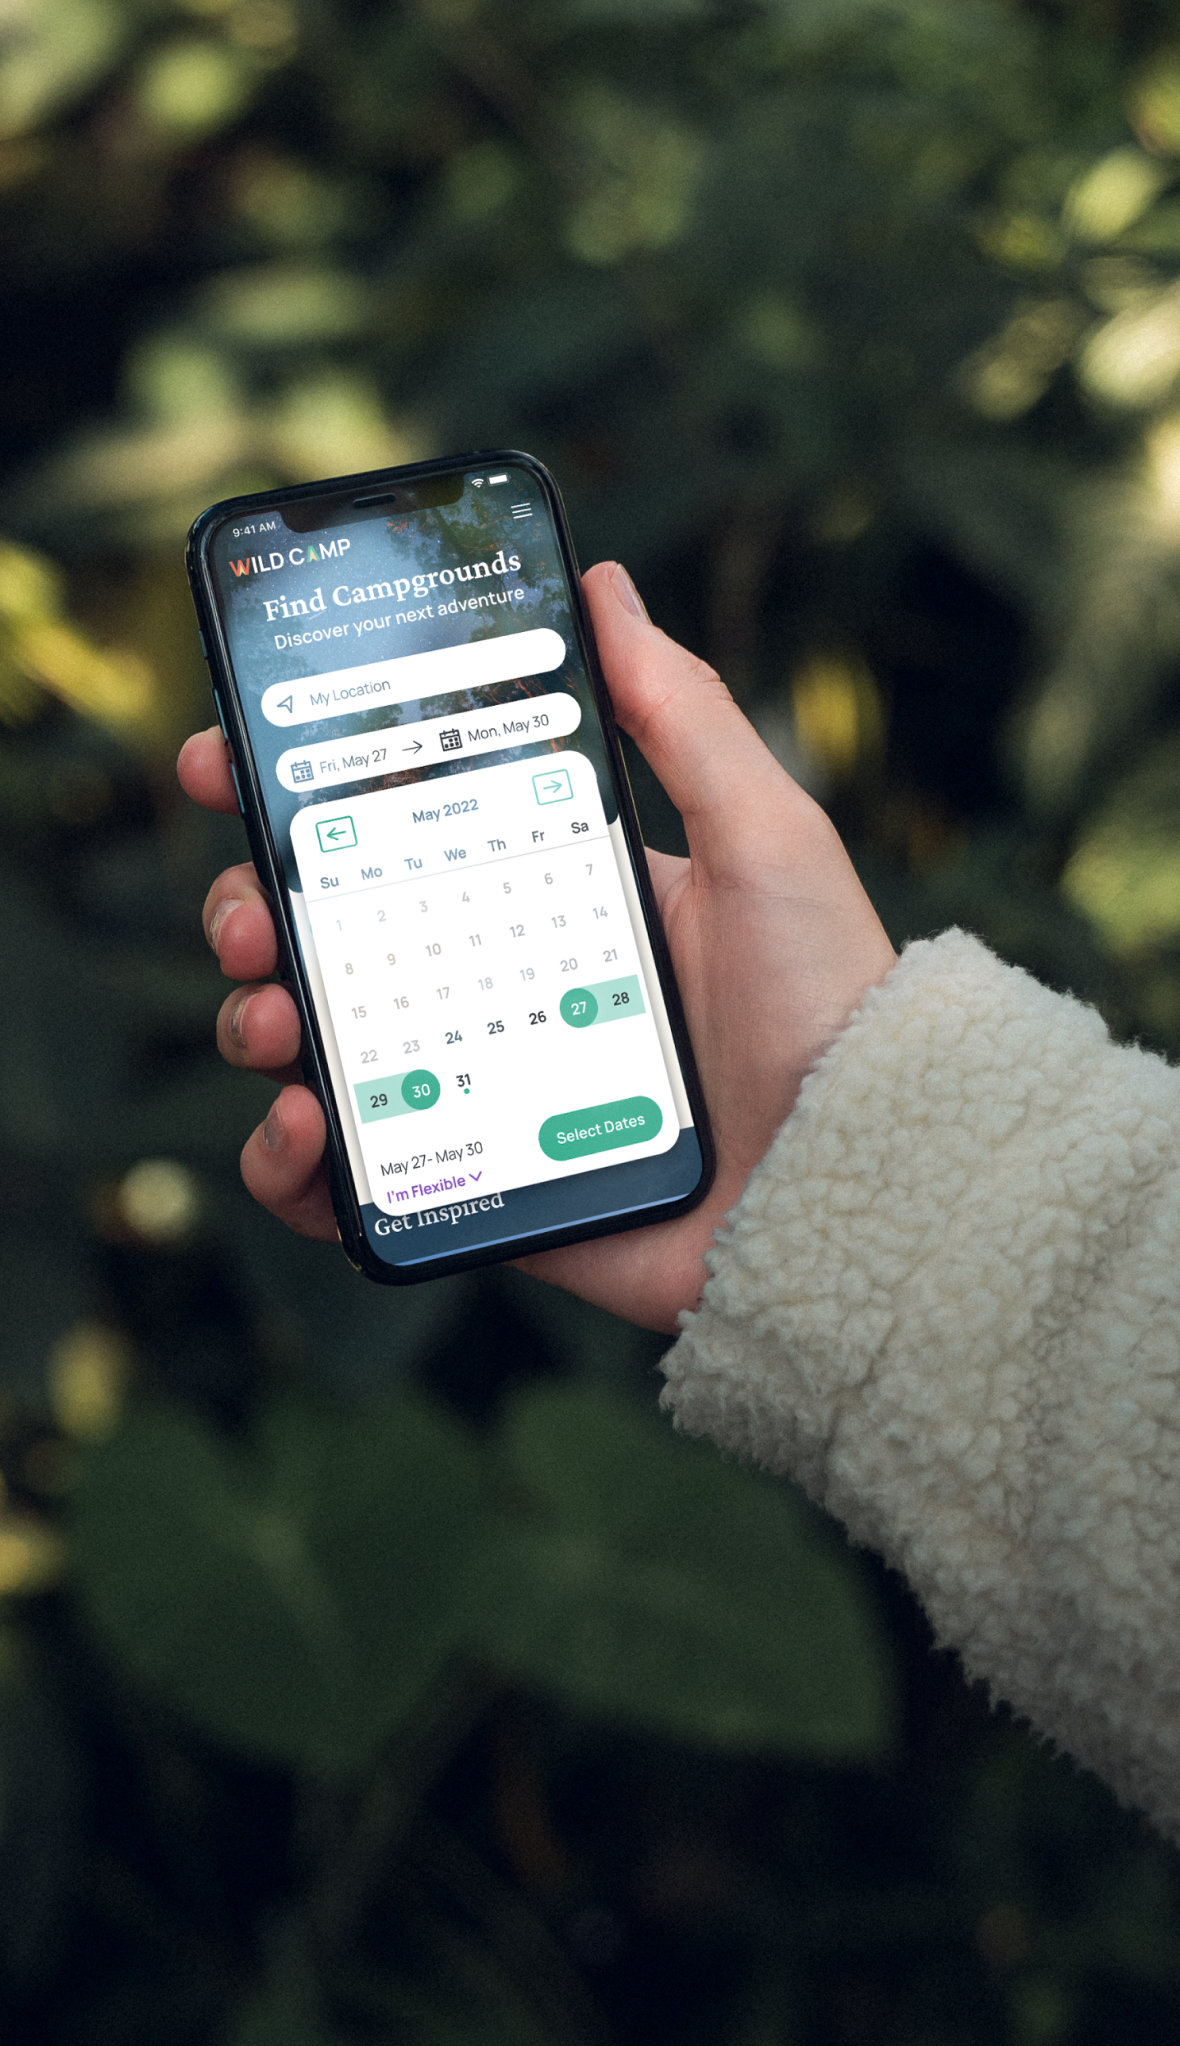 9:41 AM
WILD CAMP
Find Campgrounds
Discover your next adventure
My Location
Fri, May 27 → Mon, May 30
← May 2022 →
Su Mo Tu We Th Fr Sa
1 2 3 4 5 6 7
8 9 10 11 12 13 14
15 16 17 18 19 20 21
22 23 24 25 26 27 28
29 30 31
May 27- May 30
Select Dates
I'm Flexible
Get Inspired